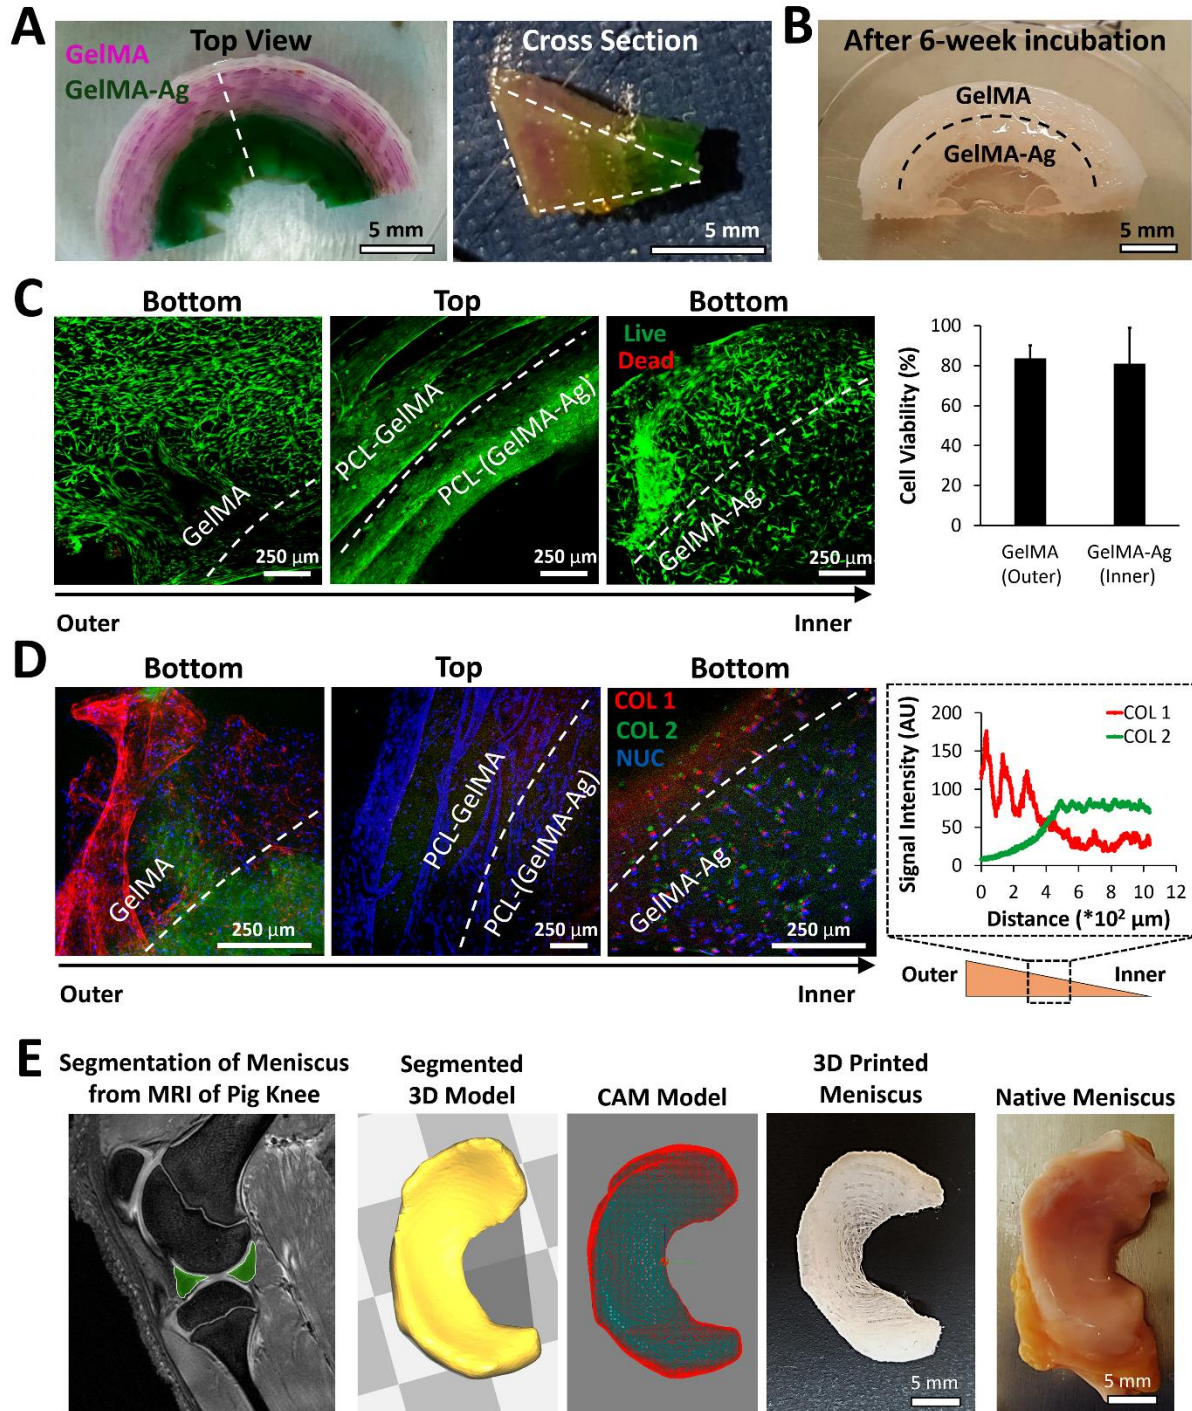 A
Top View
GelMA
GelMA-Ag
5 mm
Cross Section
5 mm
B
After 6-week incubation
GelMA
GelMA-Ag
5 mm
C
Bottom
GelMA
250 µm
Top
PCL-GelMA
PCL-(GelMA-Ag)
250 µm
Bottom
Live
Dead
GelMA-Ag
250 µm
Outer
Inner
Cell Viability (%)
100
80
60
40
20
0
GelMA
(Outer)
GelMA-Ag
(Inner)
D
Bottom
GelMA
250 µm
Top
PCL-GelMA
PCL-(GelMA-Ag)
250 µm
Bottom
COL 1
COL 2
NUC
GelMA-Ag
250 µm
Outer
Inner
Signal Intensity (AU)
200
150
100
50
0
COL 1
COL 2
0 2 4 6 8 10 12
Distance (*10² µm)
Outer
Inner
E
Segmentation of Meniscus
from MRI of Pig Knee
Segmented
3D Model
CAM Model
3D Printed
Meniscus
5 mm
Native Meniscus
5 mm